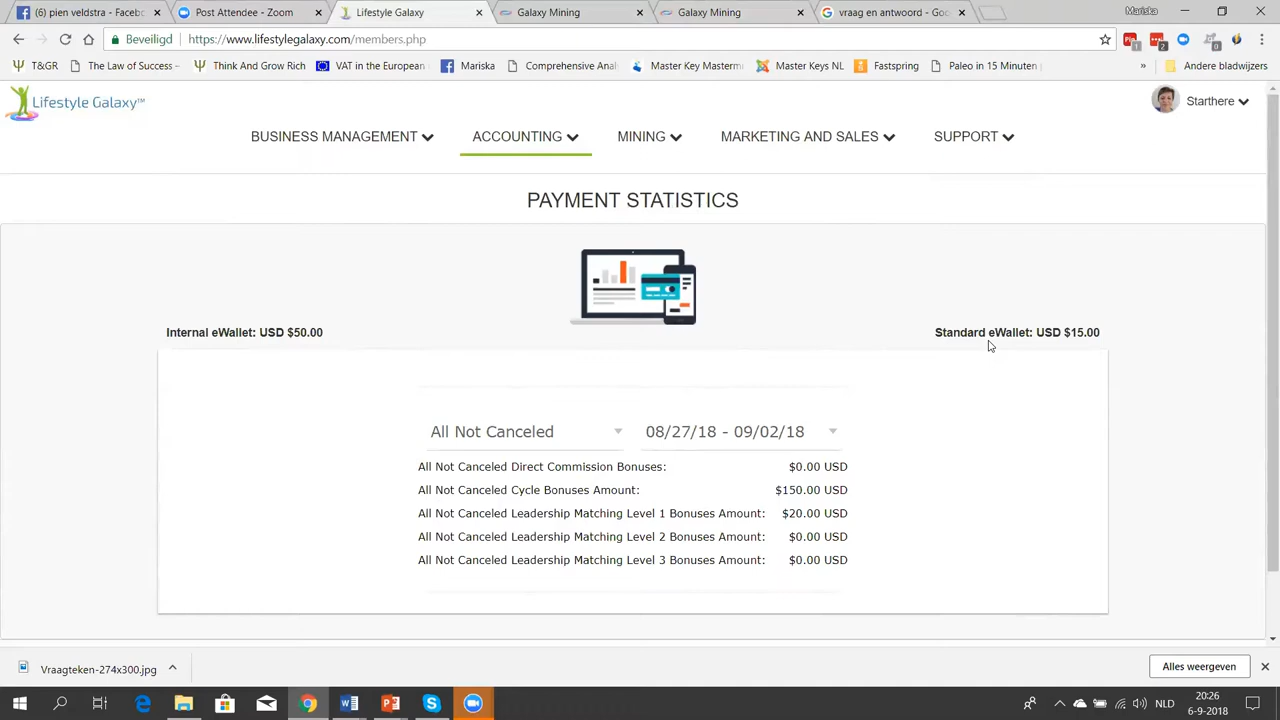 (6) pien veldstra - Faceb
Post Attendee - Zoom
Lifestyle Galaxy
Galaxy Mining
Galaxy Mining
vraag en antwoord - Goo
Mariska
Beveiligd
https://www.lifestylegalaxy.com/members.php
T&GR
The Law of Success -
Think And Grow Rich
VAT in the European
Mariska
Comprehensive Anal
Master Key Masterm
Master Keys NL
Fastspring
Paleo in 15 Minuten
»
Andere bladwijzers
Lifestyle Galaxy™
Starthere
BUSINESS MANAGEMENT
ACCOUNTING
MINING
MARKETING AND SALES
SUPPORT
PAYMENT STATISTICS
Internal eWallet: USD $50.00
Standard eWallet: USD $15.00
All Not Canceled
08/27/18 - 09/02/18
All Not Canceled Direct Commission Bonuses: $0.00 USD
All Not Canceled Cycle Bonuses Amount: $150.00 USD
All Not Canceled Leadership Matching Level 1 Bonuses Amount: $20.00 USD
All Not Canceled Leadership Matching Level 2 Bonuses Amount: $0.00 USD
All Not Canceled Leadership Matching Level 3 Bonuses Amount: $0.00 USD
Vraagteken-274x300.jpg
Alles weergeven
NLD
20:26
6-9-2018